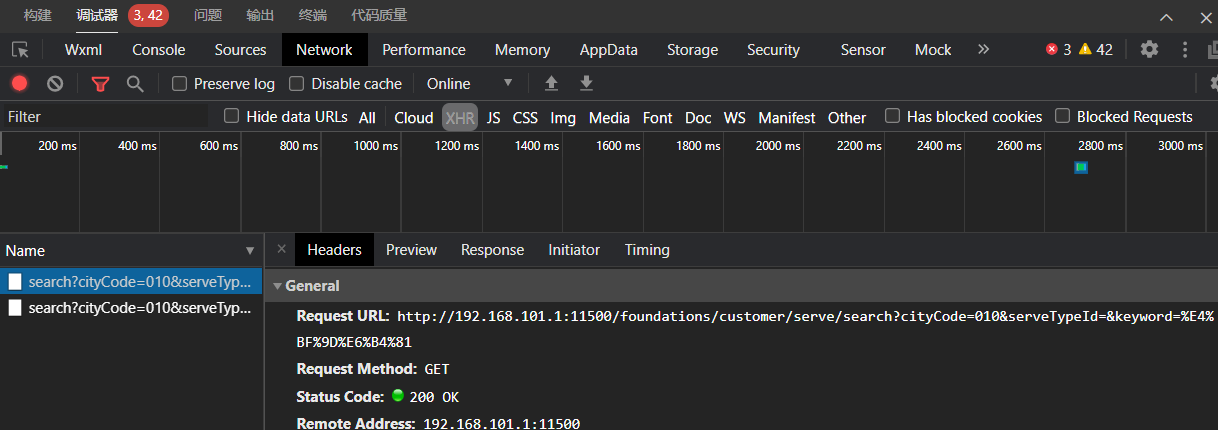 构建 调试器 3, 42 问题 输出 终端 代码质量
Wxml Console Sources Network Performance Memory AppData Storage Security Sensor Mock 3 42
Preserve log Disable cache Online
Filter Hide data URLs All Cloud XHR JS CSS Img Media Font Doc WS Manifest Other Has blocked cookies Blocked Requests
200 ms 400 ms 600 ms 800 ms 1000 ms 1200 ms 1400 ms 1600 ms 1800 ms 2000 ms 2200 ms 2400 ms 2600 ms 2800 ms 3000 ms
Name Headers Preview Response Initiator Timing
search?cityCode=010&serveTyp...
search?cityCode=010&serveTyp...
General
Request URL: http://192.168.101.1:11500/foundations/customer/serve/search?cityCode=010&serveTypeId=&keyword=%E4%
BF%9D%E6%B4%81
Request Method: GET
Status Code: 200 OK
Remote Address: 192.168.101.1:11500